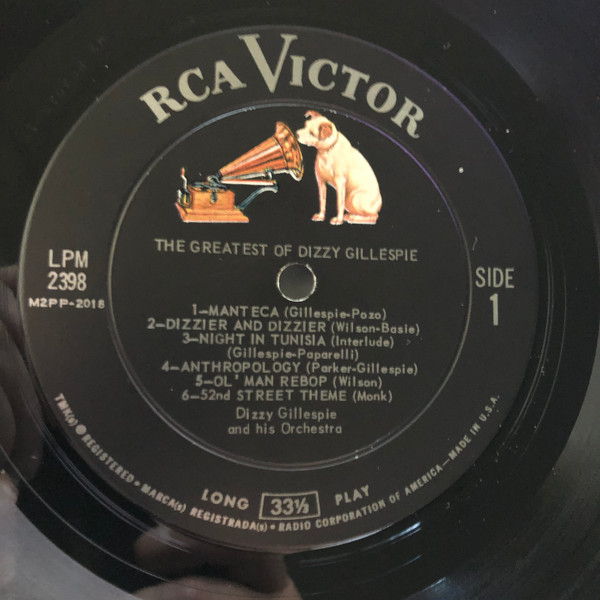 RCA VICTOR
THE GREATEST OF DIZZY GILLESPIE
LPM
2398
M2PP-2016
SIDE
1
1—MANTECA (Gillespie-Pozo)
2—DIZZIER AND DIZZIER (Wilson-Basie)
3—NIGHT IN TUNISIA (Interlude)
(Gillespie-Paparelli)
4—ANTHROPOLOGY (Parker-Gillespie)
5—OL' MAN REBOP (Wilson)
6—52nd STREET THEME (Monk)
Dizzy Gillespie
and his Orchestra
LONG 33⅓ PLAY
TMK(s) ® REGISTERED • MARCA(s) REGISTRADA(s) • RADIO CORPORATION OF AMERICA—MADE IN U.S.A.